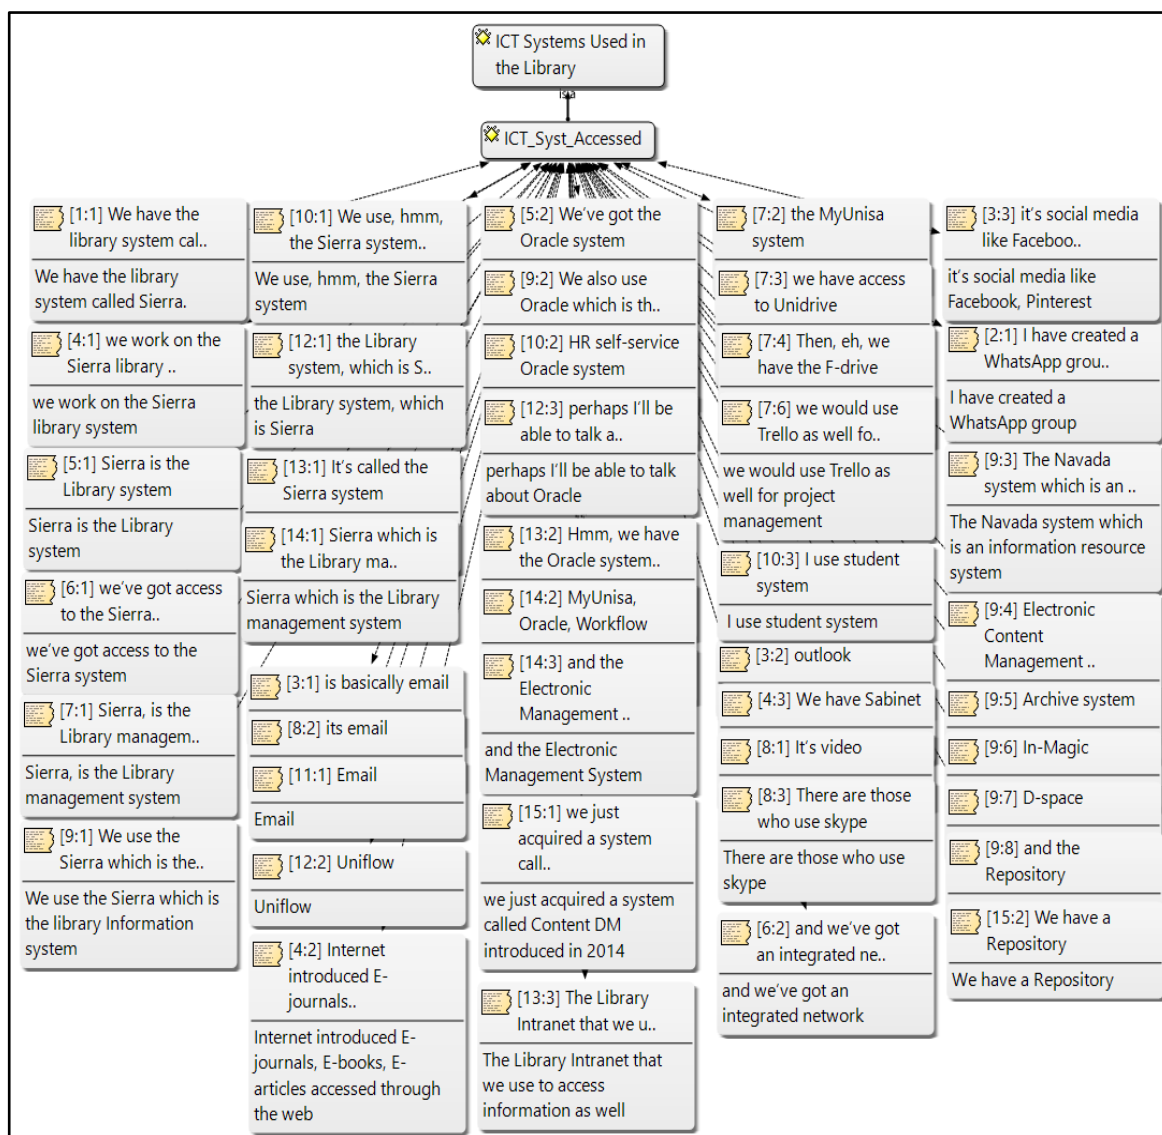 ICT Systems Used in
the Library
isa
ICT_Syst_Accessed
[1:1] We have the
library system cal..
We have the library
system called Sierra.
[4:1] we work on the
Sierra library ..
we work on the Sierra
library system
[5:1] Sierra is the
Library system
Sierra is the Library
system
[6:1] we've got access
to the Sierra..
we've got access to the
Sierra system
[7:1] Sierra, is the
Library managem..
Sierra, is the Library
management system
[9:1] We use the
Sierra which is the..
We use the Sierra which is
the library Information
system
[10:1] We use, hmm,
the Sierra system..
We use, hmm, the Sierra
system
[12:1] the Library
system, which is S..
the Library system, which
is Sierra
[13:1] It's called the
Sierra system
[14:1] Sierra which is
the Library ma..
Sierra which is the Library
management system
[3:1] is basically email
[8:2] its email
[11:1] Email
Email
[12:2] Uniflow
Uniflow
[4:2] Internet
introduced E-
journals..
Internet introduced E-
journals, E-books, E-
articles accessed through
the web
[5:2] We've got the
Oracle system
[9:2] We also use
Oracle which is th..
[10:2] HR self-service
Oracle system
[12:3] perhaps I'll be
able to talk a..
perhaps I'll be able to talk
about Oracle
[13:2] Hmm, we have
the Oracle system..
[14:2] MyUnisa,
Oracle, Workflow
[14:3] and the
Electronic
Management ..
and the Electronic
Management System
[15:1] we just
acquired a system
call..
we just acquired a system
called Content DM
introduced in 2014
[13:3] The Library
Intranet that we u..
The Library Intranet that
we use to access
information as well
[7:2] the MyUnisa
system
[7:3] we have access
to Unidrive
[7:4] Then, eh, we
have the F-drive
[7:6] we would use
Trello as well fo..
we would use Trello as
well for project
management
[10:3] I use student
system
I use student system
[3:2] outlook
[4:3] We have Sabinet
[8:1] It's video
[8:3] There are those
who use skype
There are those who use
skype
[6:2] and we've got
an integrated ne..
and we've got an
integrated network
[3:3] it's social media
like Faceboo..
it's social media like
Facebook, Pinterest
[2:1] I have created a
WhatsApp grou..
I have created a
WhatsApp group
[9:3] The Navada
system which is an ..
The Navada system which
is an information resource
system
[9:4] Electronic
Content
Management ..
[9:5] Archive system
[9:6] In-Magic
[9:7] D-space
[9:8] and the
Repository
[15:2] We have a
Repository
We have a Repository